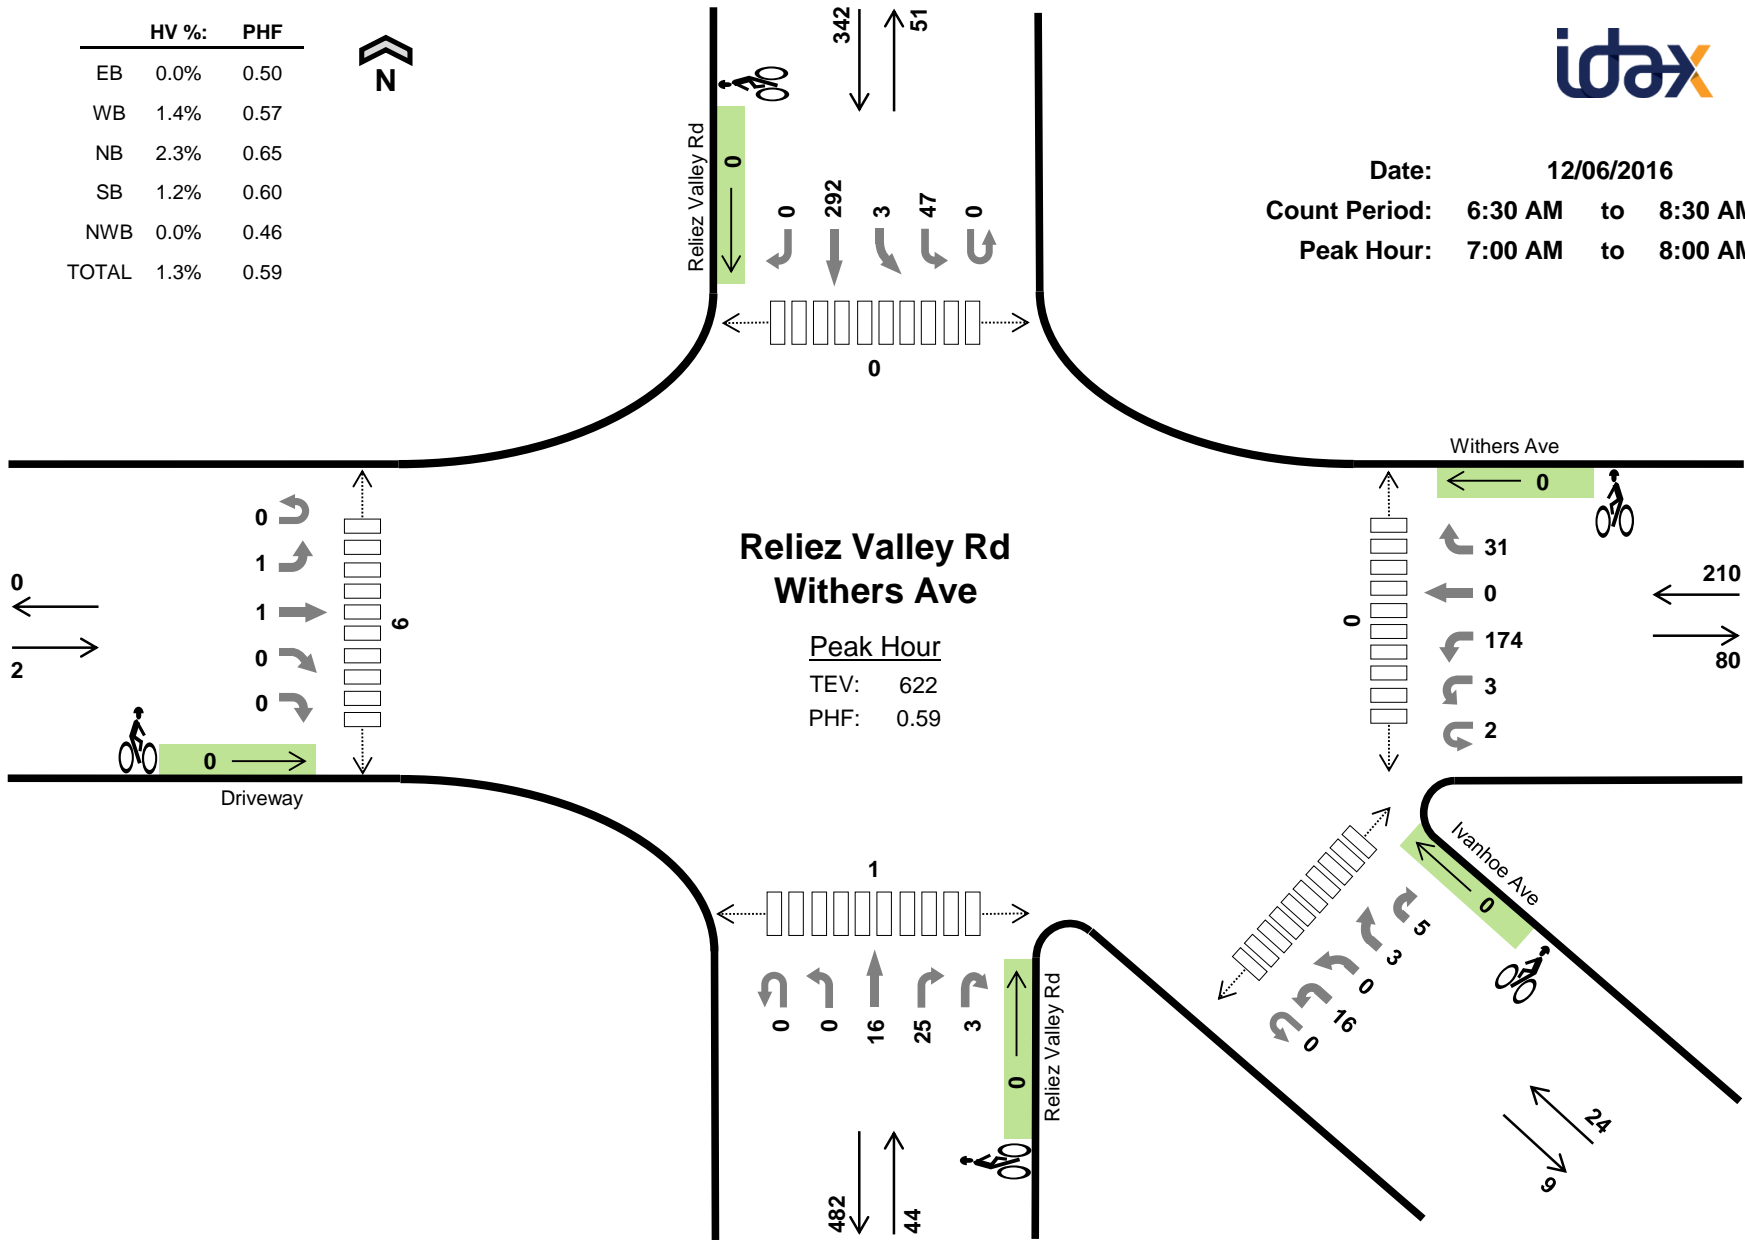 HV %: PHF
EB 0.0% 0.50
WB 1.4% 0.57
NB 2.3% 0.65
SB 1.2% 0.60
NWB 0.0% 0.46
TOTAL 1.3% 0.59
N
342
51
idax
Date: 12/06/2016
Count Period: 6:30 AM to 8:30 AM
Peak Hour: 7:00 AM to 8:00 AM
Reliez Valley Rd
0
0
292
3
47
0
0
Withers Ave
0
0
1
1
0
0
6
0
2
0
Driveway
Reliez Valley Rd
Withers Ave
Peak Hour
TEV: 622
PHF: 0.59
0
31
0
174
3
2
210
80
1
0
0
16
25
3
0
Reliez Valley Rd
482
44
Ivanhoe Ave
0
5
3
0
16
0
24
9